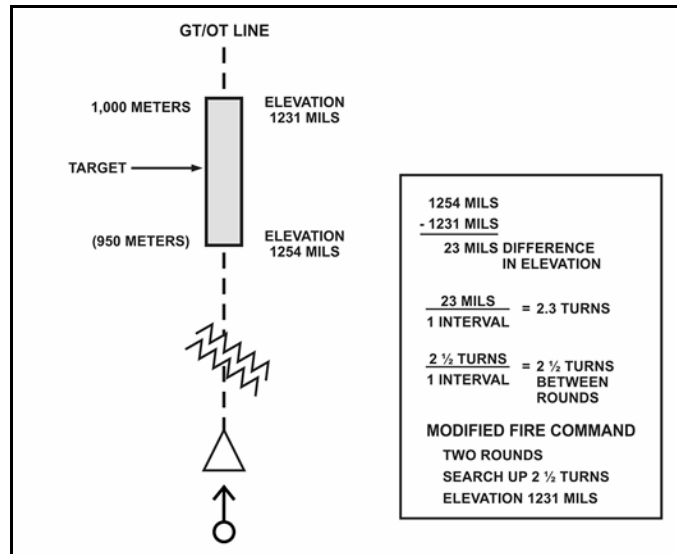 GT/OT LINE
1,000 METERS
ELEVATION
1231 MILS
TARGET
(950 METERS)
ELEVATION
1254 MILS
1254 MILS
- 1231 MILS
23 MILS DIFFERENCE
IN ELEVATION
23 MILS
1 INTERVAL
= 2.3 TURNS
2 ½ TURNS
1 INTERVAL
= 2 ½ TURNS
BETWEEN
ROUNDS
MODIFIED FIRE COMMAND
TWO ROUNDS
SEARCH UP 2 ½ TURNS
ELEVATION 1231 MILS